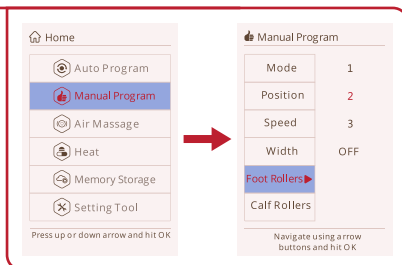 Home
Auto Program
Manual Program
Air Massage
Heat
Memory Storage
Setting Tool
Press up or down arrow and hit OK
Manual Program
Mode 1
Position 2
Speed 3
Width OFF
Foot Rollers
Calf Rollers
Navigate using arrow
buttons and hit OK